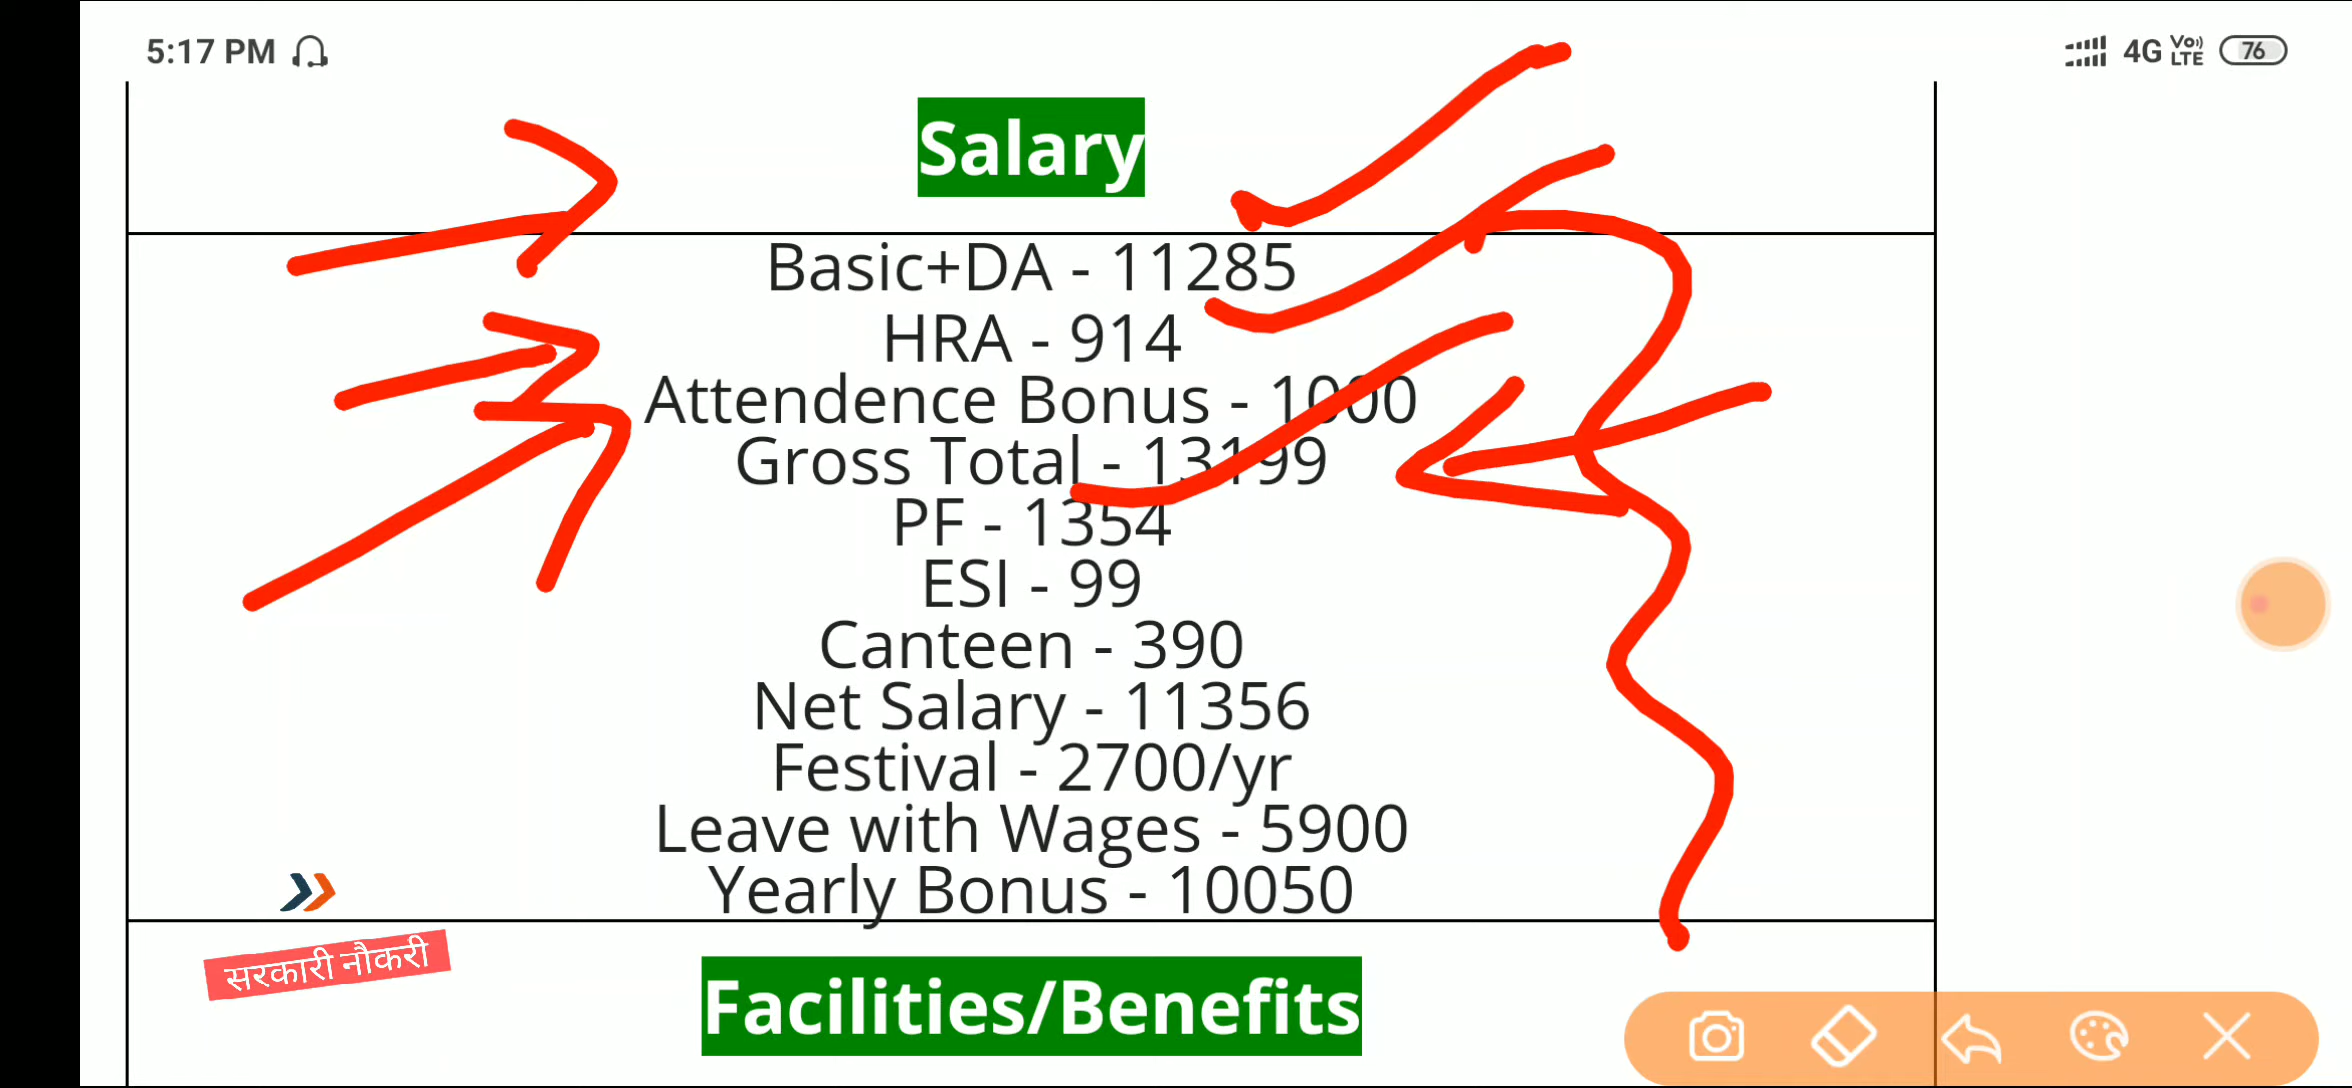 5:17 PM
4G Vo)) LTE 76
Salary
Basic+DA - 11285
HRA - 914
Attendence Bonus - 1000
Gross Total - 13199
PF - 1354
ESI - 99
Canteen - 390
Net Salary - 11356
Festival - 2700/yr
Leave with Wages - 5900
Yearly Bonus - 10050
सरकारी नौकरी
Facilities/Benefits